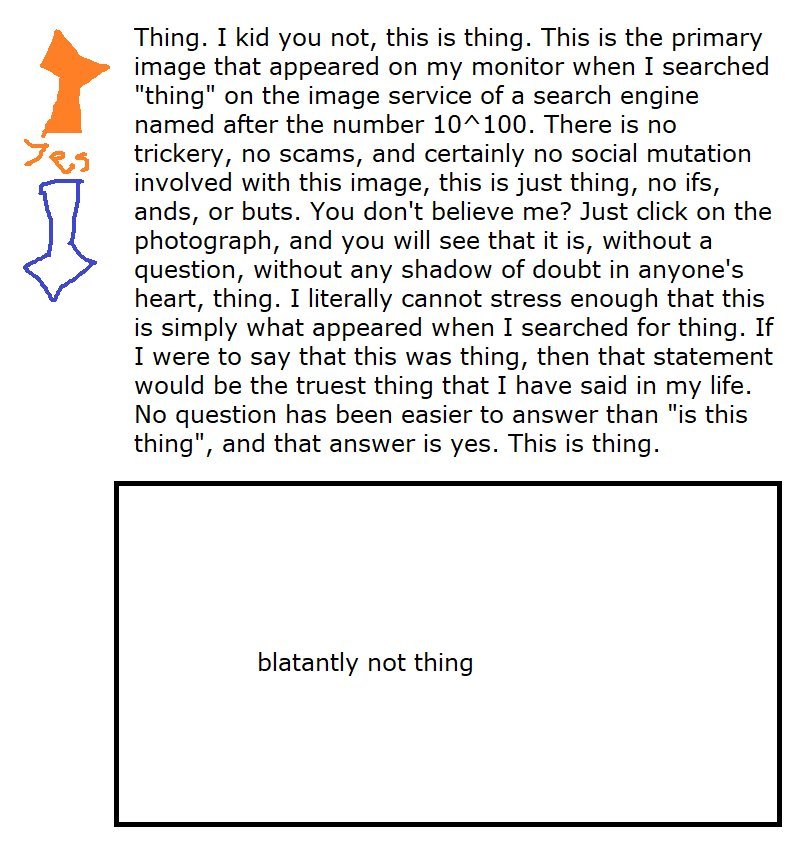 Thing. I kid you not, this is thing. This is the primary
image that appeared on my monitor when I searched
"thing" on the image service of a search engine
named after the number 10^100. There is no
trickery, no scams, and certainly no social mutation
involved with this image, this is just thing, no ifs,
ands, or buts. You don't believe me? Just click on the
photograph, and you will see that it is, without a
question, without any shadow of doubt in anyone's
heart, thing. I literally cannot stress enough that this
is simply what appeared when I searched for thing. If
I were to say that this was thing, then that statement
would be the truest thing that I have said in my life.
No question has been easier to answer than "is this
thing", and that answer is yes. This is thing.
Yes
blatantly not thing